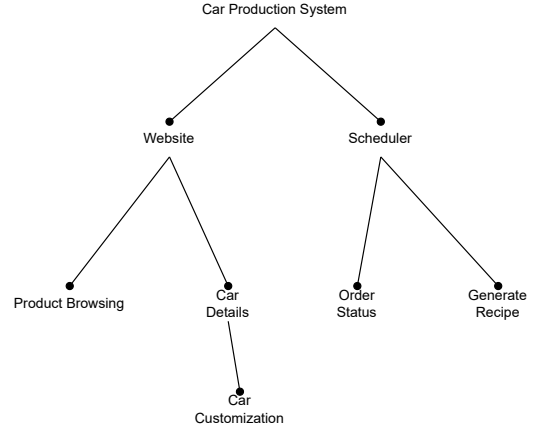 Car Production System
Website
Scheduler
Product Browsing
Car
Details
Order
Status
Generate
Recipe
Car
Customization